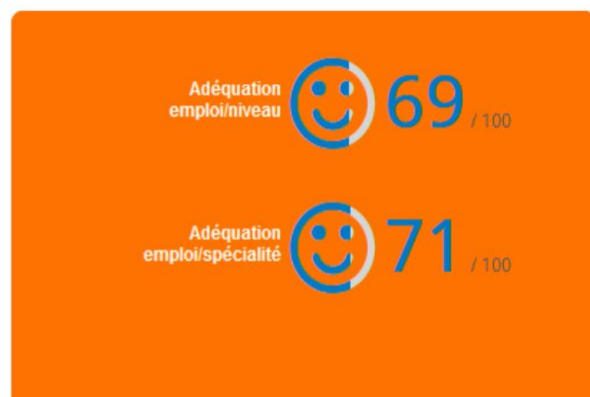 Adéquation
emploi/niveau
69 / 100
Adéquation
emploi/spécialité
71 / 100